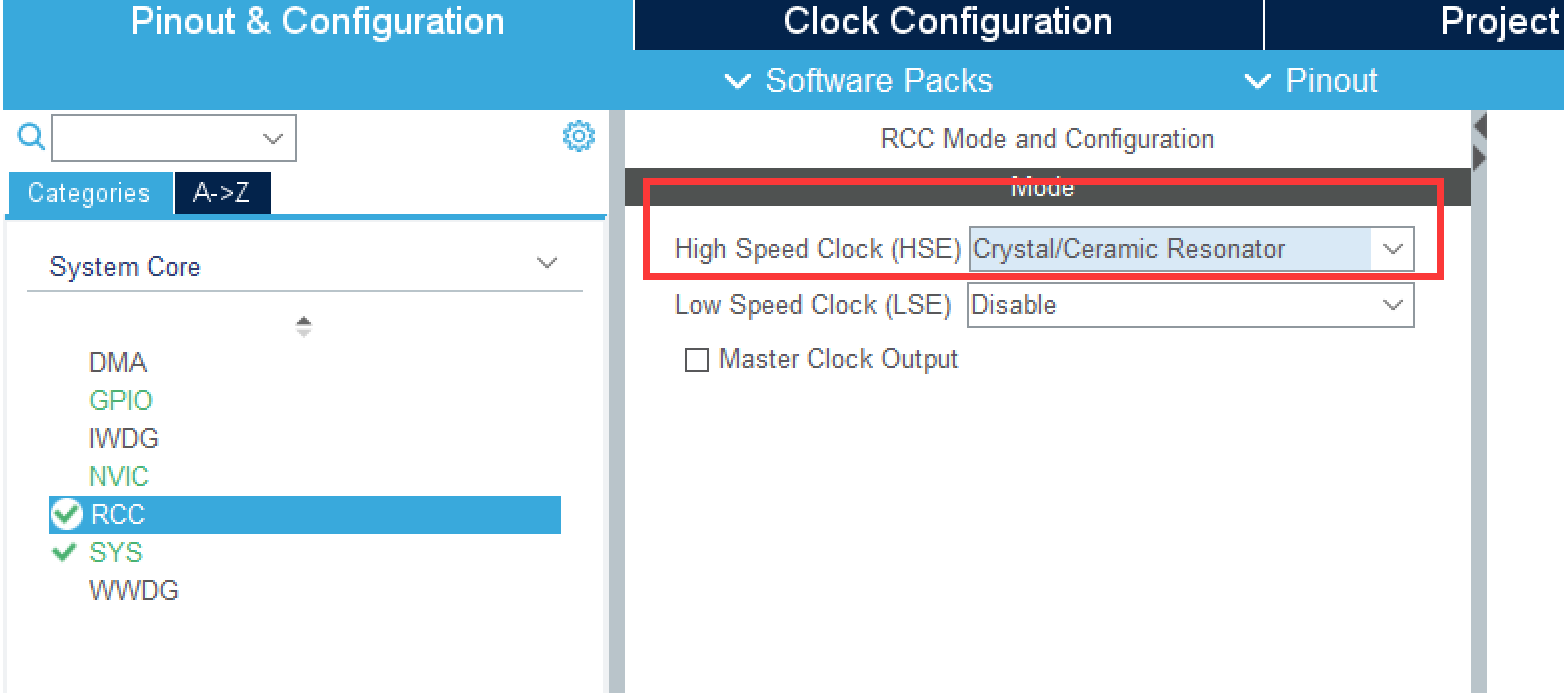 Pinout & Configuration
Clock Configuration
Project
Software Packs
Pinout
Categories
A->Z
System Core
DMA
GPIO
IWDG
NVIC
RCC
SYS
WWDG
RCC Mode and Configuration
Mode
High Speed Clock (HSE) Crystal/Ceramic Resonator
Low Speed Clock (LSE) Disable
Master Clock Output